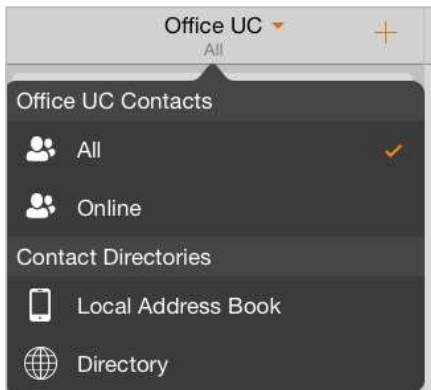 Office UC
All
Office UC Contacts
All
Online
Contact Directories
Local Address Book
Directory